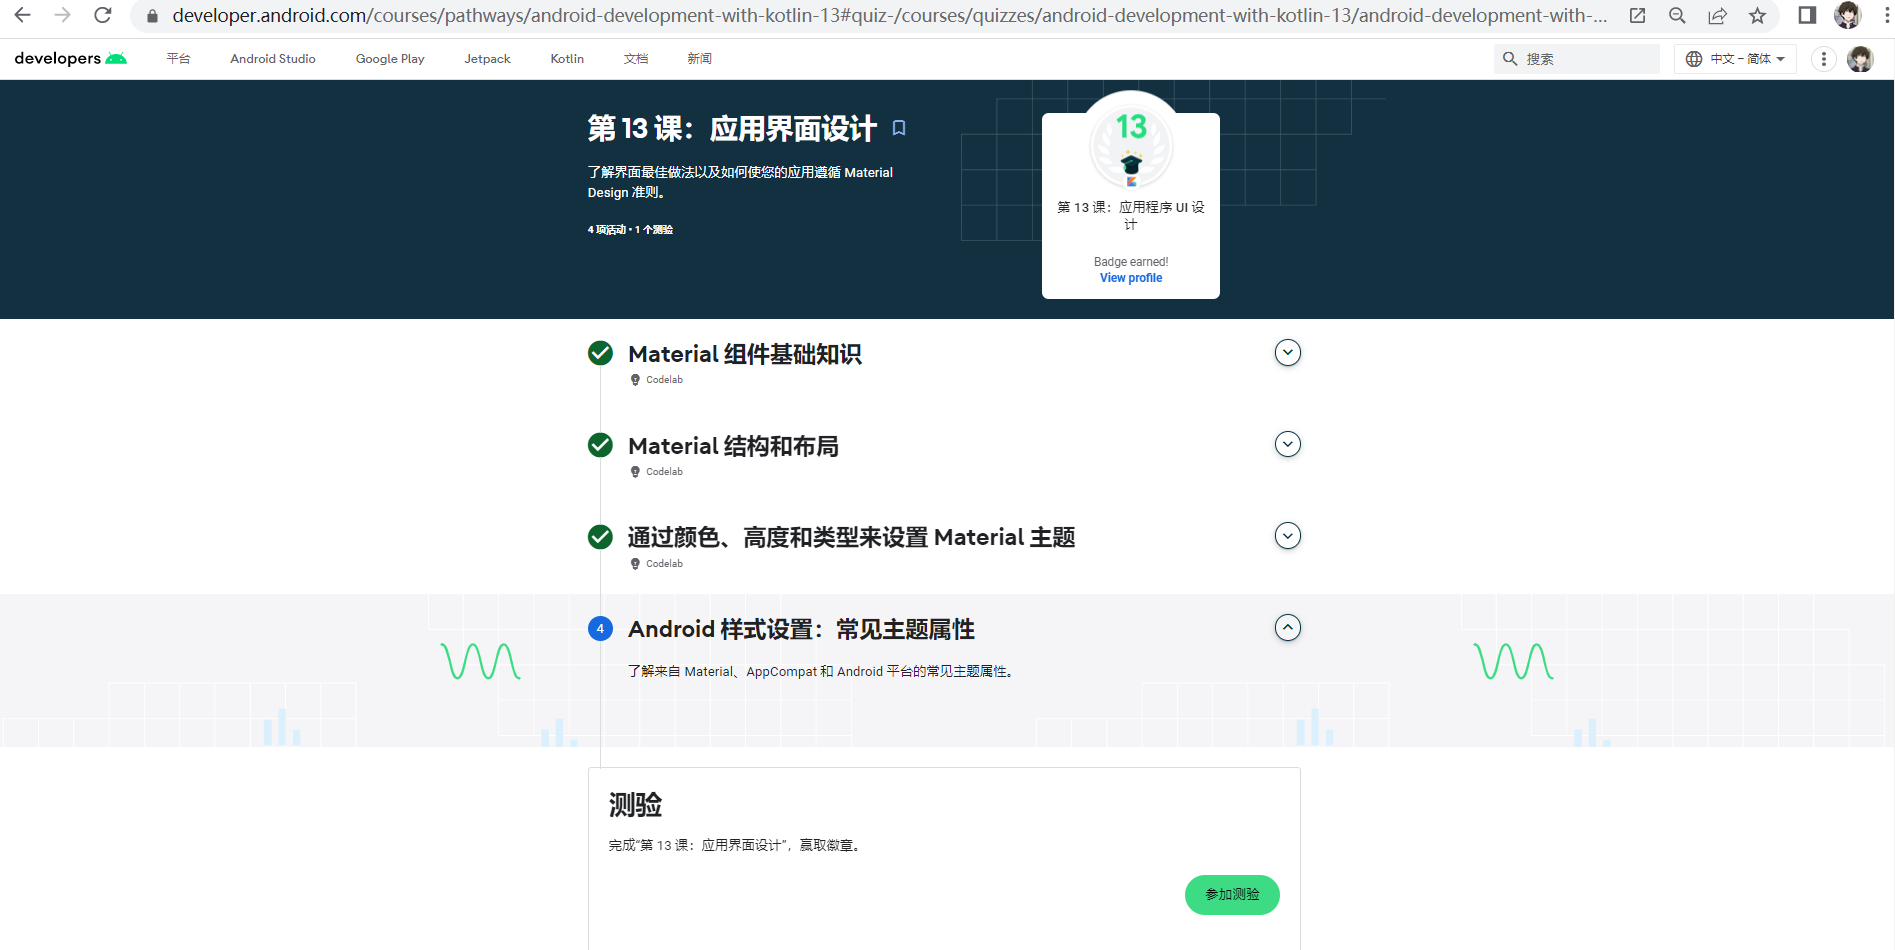 developer.android.com/courses/pathways/android-development-with-kotlin-13#quiz-/courses/quizzes/android-development-with-kotlin-13/android-development-with-...
developers
平台
Android Studio
Google Play
Jetpack
Kotlin
文档
新闻
搜索
中文 – 简体
第 13 课：应用界面设计
了解界面最佳做法以及如何使您的应用遵循 Material
Design 准则。
4 项活动 • 1 个测验
13
第 13 课：应用程序 UI 设
计
Badge earned!
View profile
Material 组件基础知识
Codelab
Material 结构和布局
Codelab
通过颜色、高度和类型来设置 Material 主题
Codelab
4
Android 样式设置：常见主题属性
了解来自 Material、AppCompat 和 Android 平台的常见主题属性。
测验
完成“第 13 课：应用界面设计”，赢取徽章。
参加测验